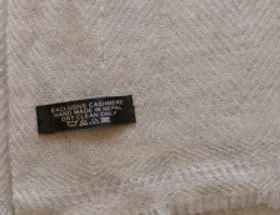 EXCLUSIVE CASHMERE
HAND MADE IN NEPAL
DRY CLEAN ONLY